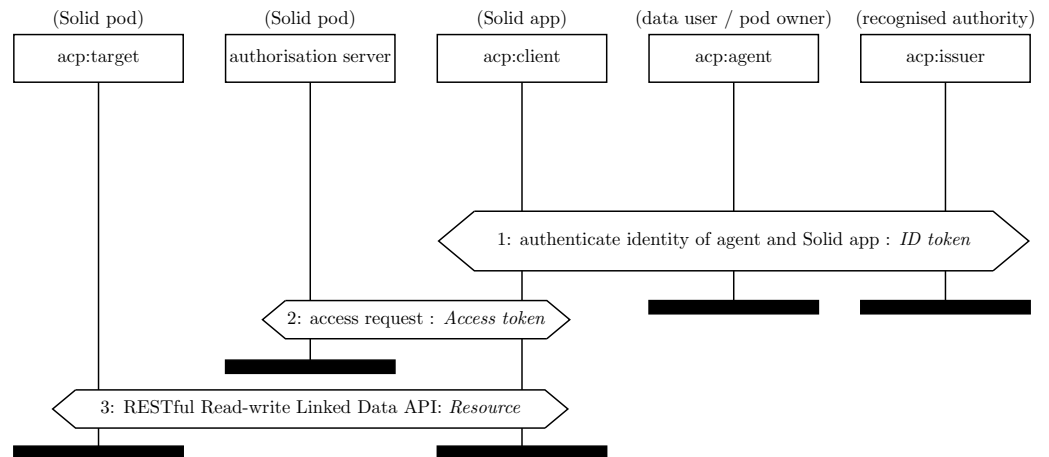 (Solid pod) (Solid pod) (Solid app) (data user / pod owner) (recognised authority)
acp:target authorisation server acp:client acp:agent acp:issuer
1: authenticate identity of agent and Solid app : ID token
2: access request : Access token
3: RESTful Read-write Linked Data API: Resource